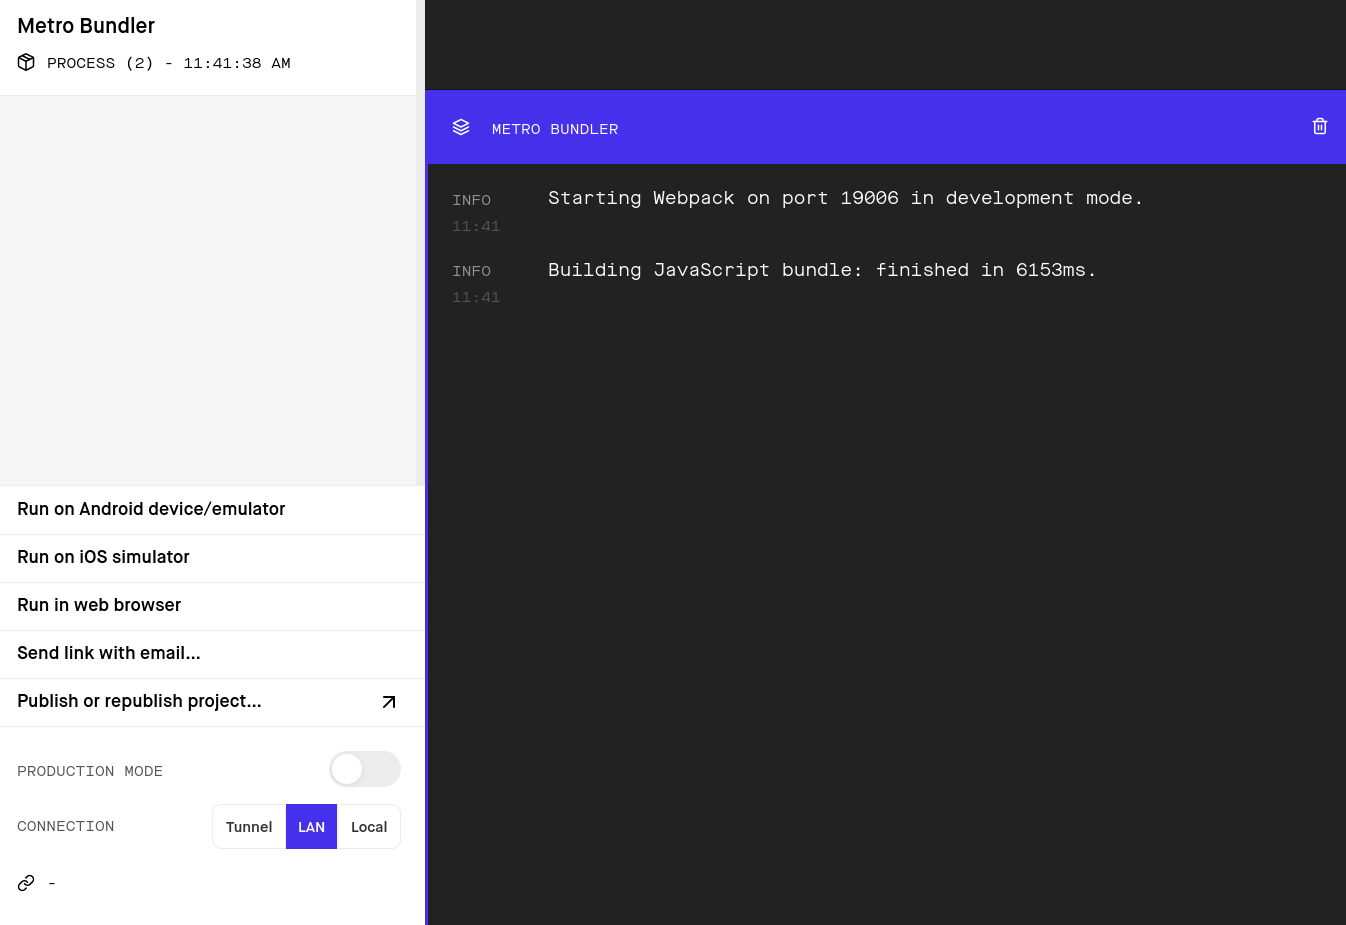 Metro Bundler
PROCESS (2) - 11:41:38 AM
Run on Android device/emulator
Run on iOS simulator
Run in web browser
Send link with email...
Publish or republish project...
PRODUCTION MODE
CONNECTION
Tunnel LAN Local
-
METRO BUNDLER
INFO Starting Webpack on port 19006 in development mode.
11:41
INFO Building JavaScript bundle: finished in 6153ms.
11:41